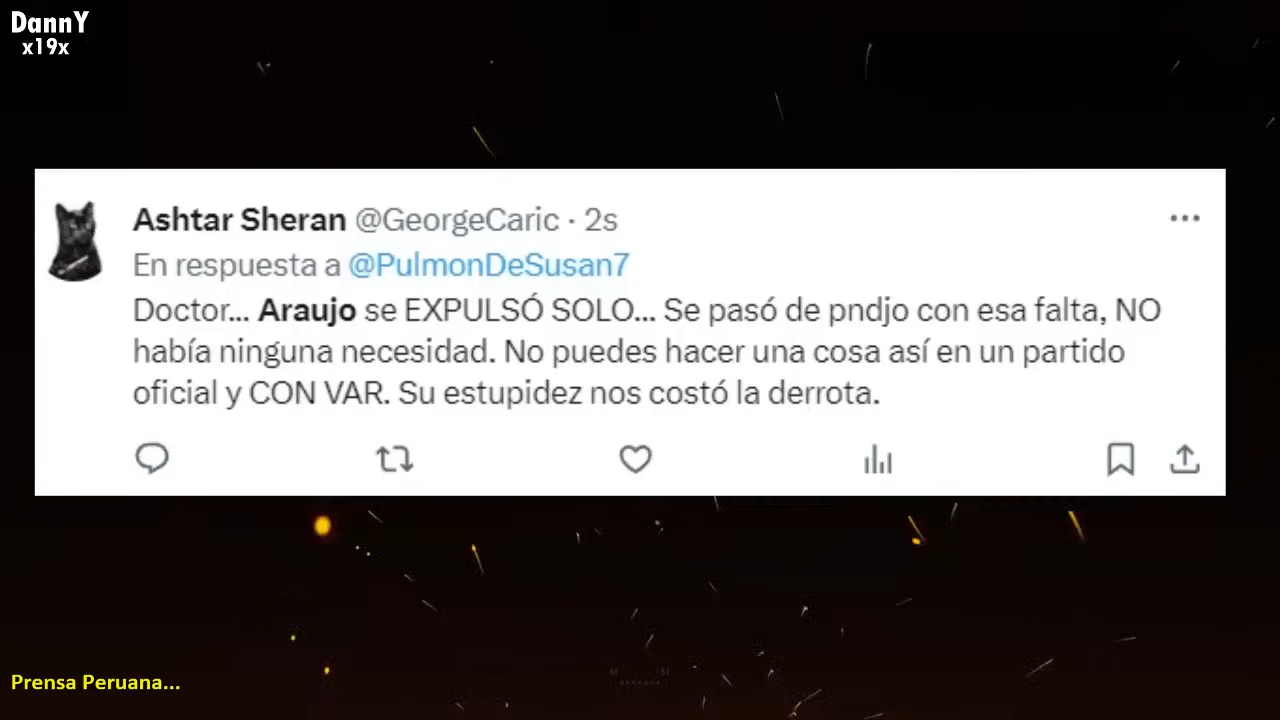 DannY
x19x
Ashtar Sheran @GeorgeCaric · 2s
En respuesta a @PulmonDeSusan7
Doctor... Araujo se EXPULSÓ SOLO... Se pasó de pndjo con esa falta, NO
había ninguna necesidad. No puedes hacer una cosa así en un partido
oficial y CON VAR. Su estupidez nos costó la derrota.
Prensa Peruana...